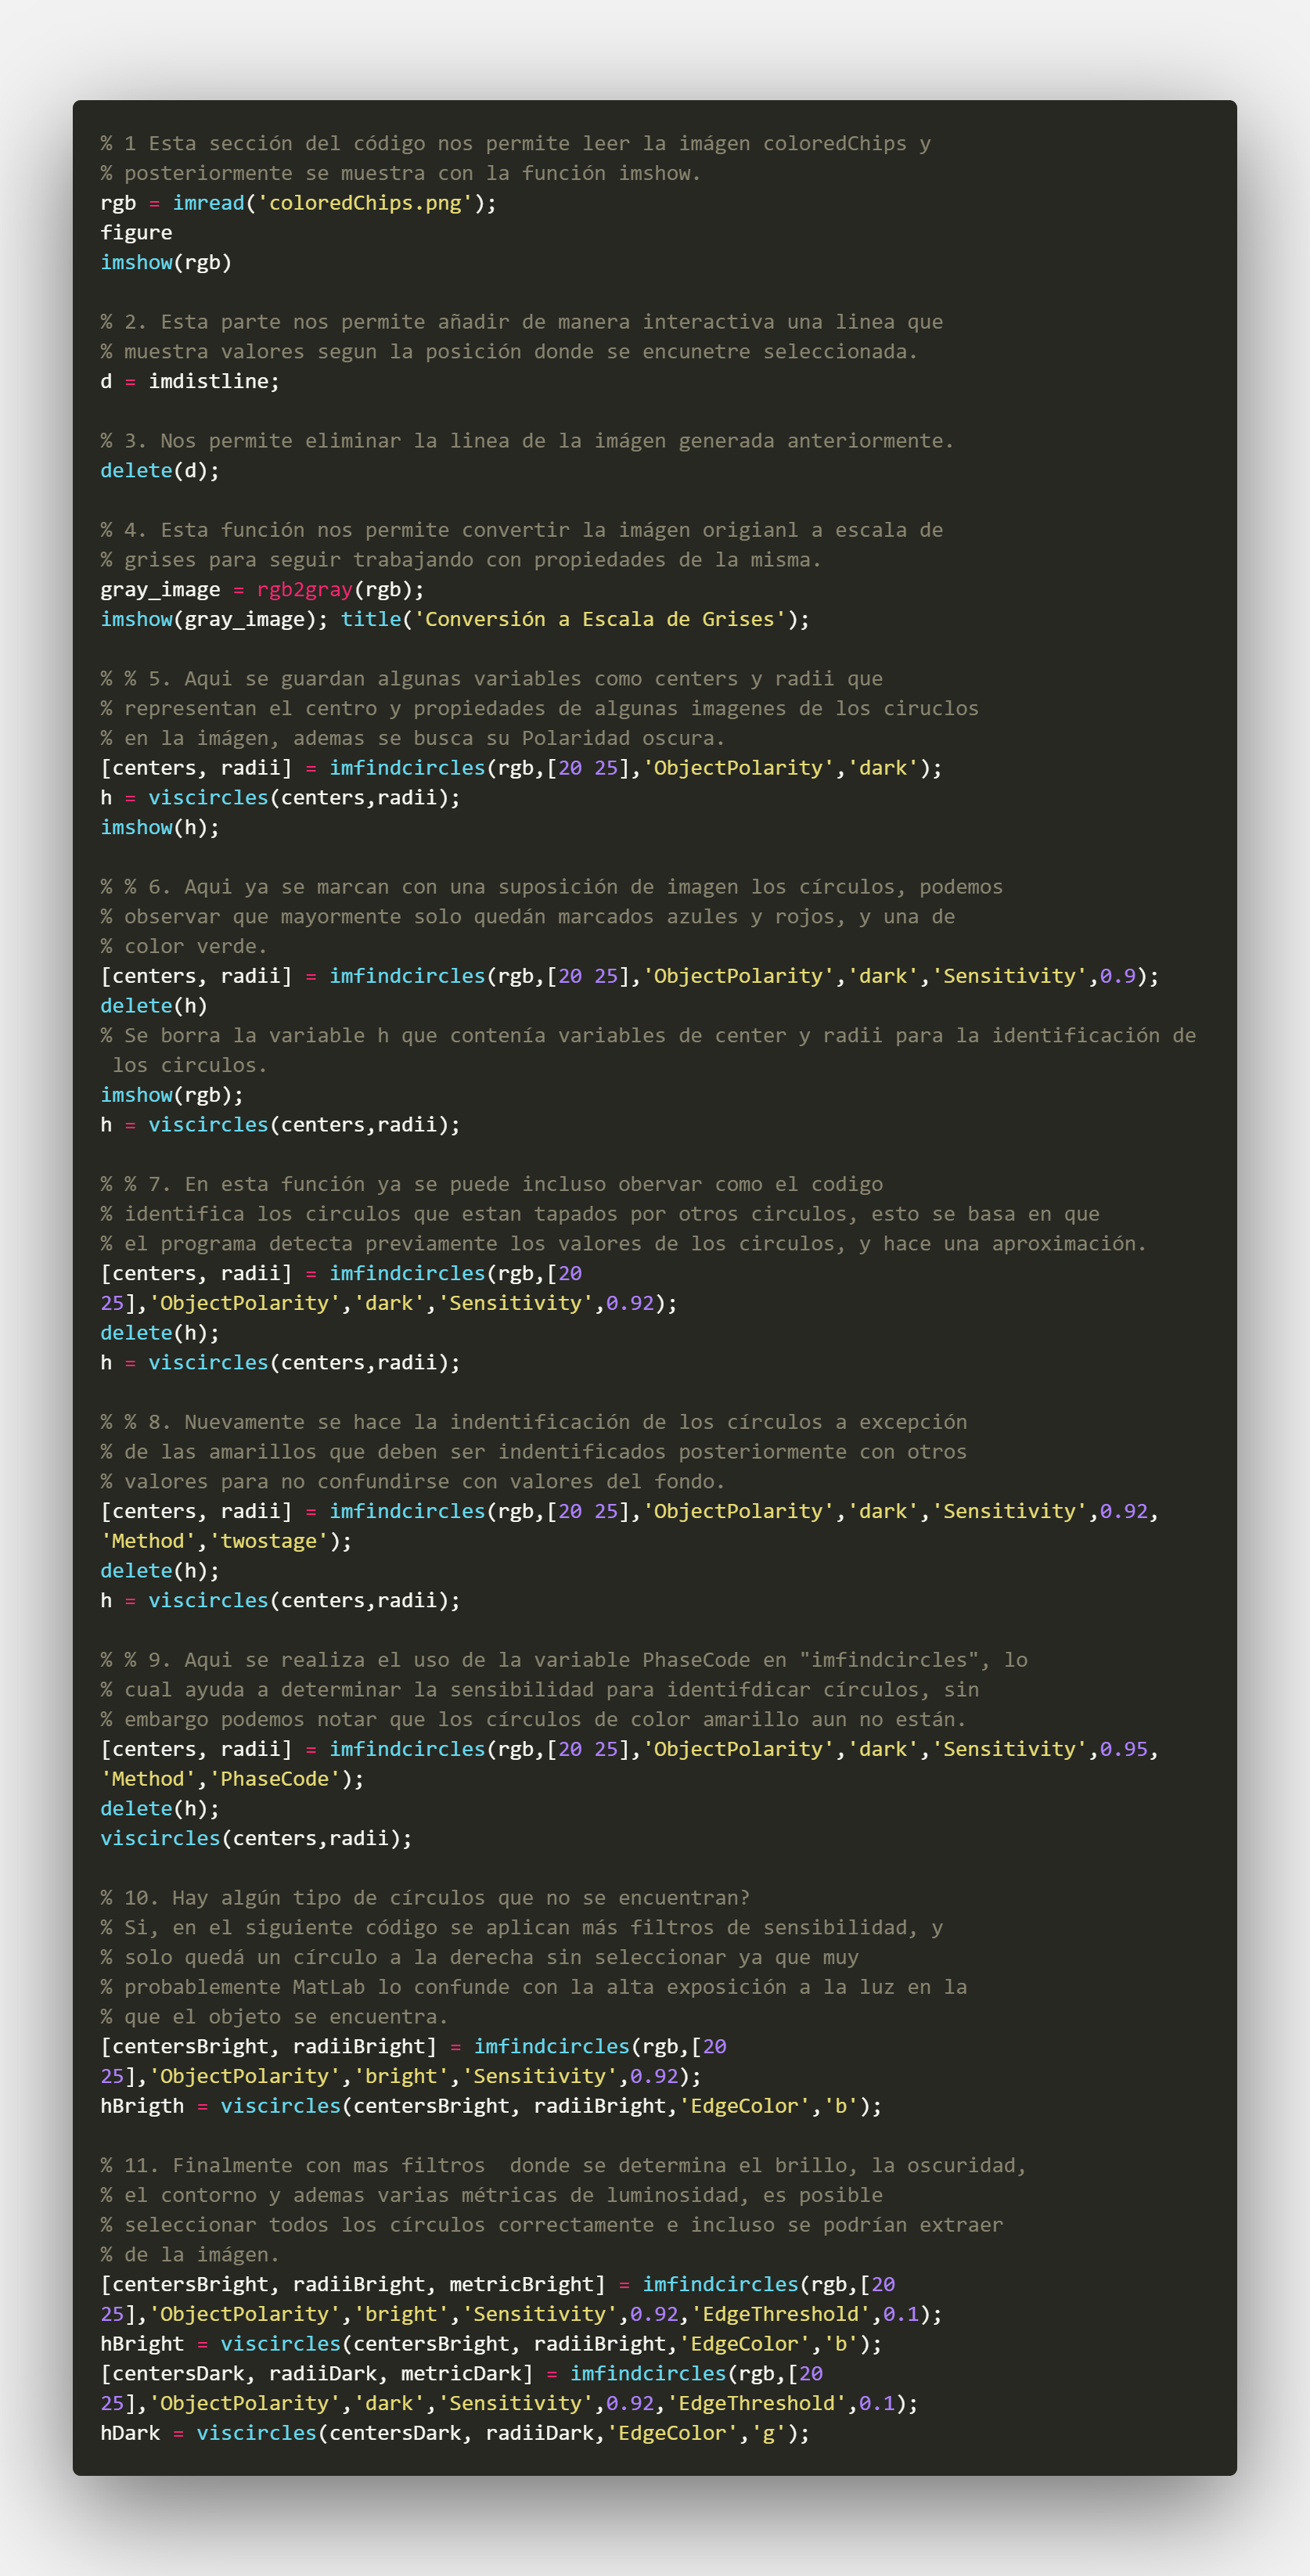 % 1 Esta sección del código nos permite leer la imágen coloredChips y
% posteriormente se muestra con la función imshow.
rgb = imread('coloredChips.png');
figure
imshow(rgb)
% 2. Esta parte nos permite añadir de manera interactiva una linea que
% muestra valores segun la posición donde se encunetre seleccionada.
d = imdistline;
% 3. Nos permite eliminar la linea de la imágen generada anteriormente.
delete(d);
% 4. Esta función nos permite convertir la imágen origianl a escala de
% grises para seguir trabajando con propiedades de la misma.
gray_image = rgb2gray(rgb);
imshow(gray_image); title('Conversión a Escala de Grises');
% % 5. Aqui se guardan algunas variables como centers y radii que
% representan el centro y propiedades de algunas imagenes de los ciruclos
% en la imágen, ademas se busca su Polaridad oscura.
[centers, radii] = imfindcircles(rgb,[20 25],'ObjectPolarity','dark');
h = viscircles(centers,radii);
imshow(h);
% % 6. Aqui ya se marcan con una suposición de imagen los círculos, podemos
% observar que mayormente solo quedán marcados azules y rojos, y una de
% color verde.
[centers, radii] = imfindcircles(rgb,[20 25],'ObjectPolarity','dark','Sensitivity',0.9);
delete(h)
% Se borra la variable h que contenía variables de center y radii para la identificación de
los circulos.
imshow(rgb);
h = viscircles(centers,radii);
% % 7. En esta función ya se puede incluso obervar como el codigo
% identifica los circulos que estan tapados por otros circulos, esto se basa en que
% el programa detecta previamente los valores de los circulos, y hace una aproximación.
[centers, radii] = imfindcircles(rgb,[20
25],'ObjectPolarity','dark','Sensitivity',0.92);
delete(h);
h = viscircles(centers,radii);
% % 8. Nuevamente se hace la indentificación de los círculos a excepción
% de las amarillos que deben ser indentificados posteriormente con otros
% valores para no confundirse con valores del fondo.
[centers, radii] = imfindcircles(rgb,[20 25],'ObjectPolarity','dark','Sensitivity',0.92,
'Method','twostage');
delete(h);
h = viscircles(centers,radii);
% % 9. Aqui se realiza el uso de la variable PhaseCode en "imfindcircles", lo
% cual ayuda a determinar la sensibilidad para identifdicar círculos, sin
% embargo podemos notar que los círculos de color amarillo aun no están.
[centers, radii] = imfindcircles(rgb,[20 25],'ObjectPolarity','dark','Sensitivity',0.95,
'Method','PhaseCode');
delete(h);
viscircles(centers,radii);
% 10. Hay algún tipo de círculos que no se encuentran?
% Si, en el siguiente código se aplican más filtros de sensibilidad, y
% solo quedá un círculo a la derecha sin seleccionar ya que muy
% probablemente MatLab lo confunde con la alta exposición a la luz en la
% que el objeto se encuentra.
[centersBright, radiiBright] = imfindcircles(rgb,[20
25],'ObjectPolarity','bright','Sensitivity',0.92);
hBrigth = viscircles(centersBright, radiiBright,'EdgeColor','b');
% 11. Finalmente con mas filtros  donde se determina el brillo, la oscuridad,
% el contorno y ademas varias métricas de luminosidad, es posible
% seleccionar todos los círculos correctamente e incluso se podrían extraer
% de la imágen.
[centersBright, radiiBright, metricBright] = imfindcircles(rgb,[20
25],'ObjectPolarity','bright','Sensitivity',0.92,'EdgeThreshold',0.1);
hBright = viscircles(centersBright, radiiBright,'EdgeColor','b');
[centersDark, radiiDark, metricDark] = imfindcircles(rgb,[20
25],'ObjectPolarity','dark','Sensitivity',0.92,'EdgeThreshold',0.1);
hDark = viscircles(centersDark, radiiDark,'EdgeColor','g');